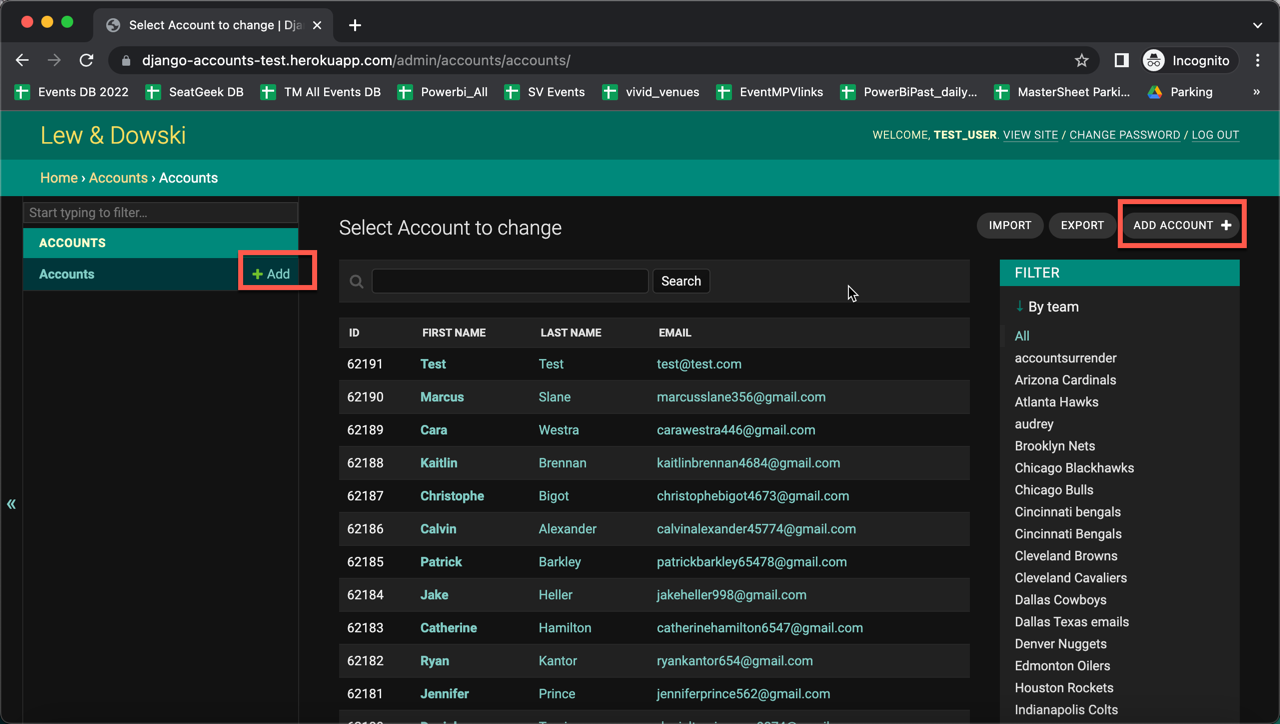 Select Account to change | Dja
django-accounts-test.herokuapp.com/admin/accounts/accounts/
Incognito
Events DB 2022 SeatGeek DB TM All Events DB Powerbi_All SV Events vivid_venues EventMPVlinks PowerBiPast_daily... MasterSheet Parki... Parking »
Lew & Dowski
WELCOME, TEST_USER. VIEW SITE / CHANGE PASSWORD / LOG OUT
Home › Accounts › Accounts
Start typing to filter...
ACCOUNTS
Accounts + Add
«
Select Account to change
IMPORT EXPORT ADD ACCOUNT +
Search
ID FIRST NAME LAST NAME EMAIL
62191 Test Test test@test.com
62190 Marcus Slane marcusslane356@gmail.com
62189 Cara Westra carawestra446@gmail.com
62188 Kaitlin Brennan kaitlinbrennan4684@gmail.com
62187 Christophe Bigot christophebigot4673@gmail.com
62186 Calvin Alexander calvinalexander45774@gmail.com
62185 Patrick Barkley patrickbarkley65478@gmail.com
62184 Jake Heller jakeheller998@gmail.com
62183 Catherine Hamilton catherinehamilton6547@gmail.com
62182 Ryan Kantor ryankantor654@gmail.com
62181 Jennifer Prince jenniferprince562@gmail.com
FILTER
↓ By team
All
accountsurrender
Arizona Cardinals
Atlanta Hawks
audrey
Brooklyn Nets
Chicago Blackhawks
Chicago Bulls
Cincinnati bengals
Cincinnati Bengals
Cleveland Browns
Cleveland Cavaliers
Dallas Cowboys
Dallas Texas emails
Denver Nuggets
Edmonton Oilers
Houston Rockets
Indianapolis Colts